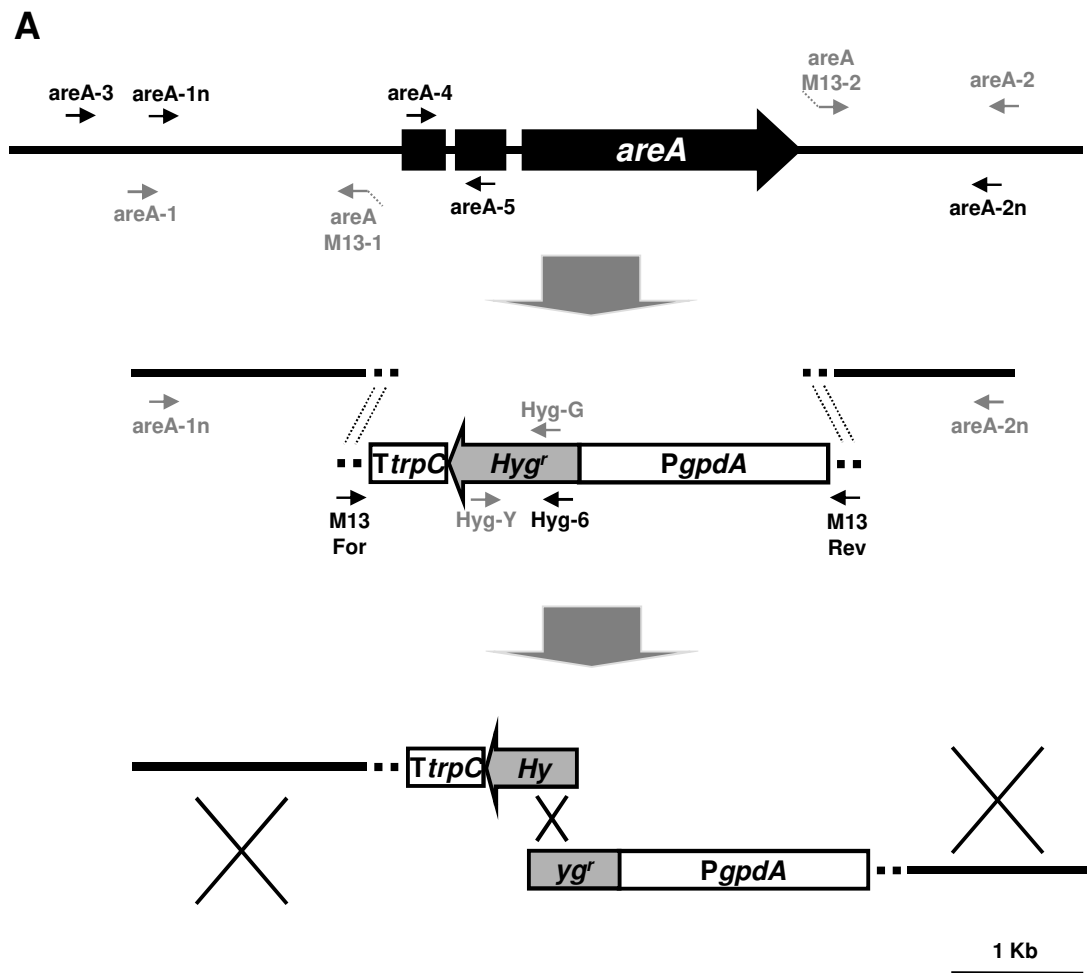 A
areA-3
areA-1n
areA-4
areA
M13-2
areA-2
areA
areA-1
areA
M13-1
areA-5
areA-2n
areA-1n
Hyg-G
areA-2n
TtrpC
Hygʳ
PgpdA
M13
For
Hyg-Y
Hyg-6
M13
Rev
TtrpC
Hy
ygʳ
PgpdA
1 Kb